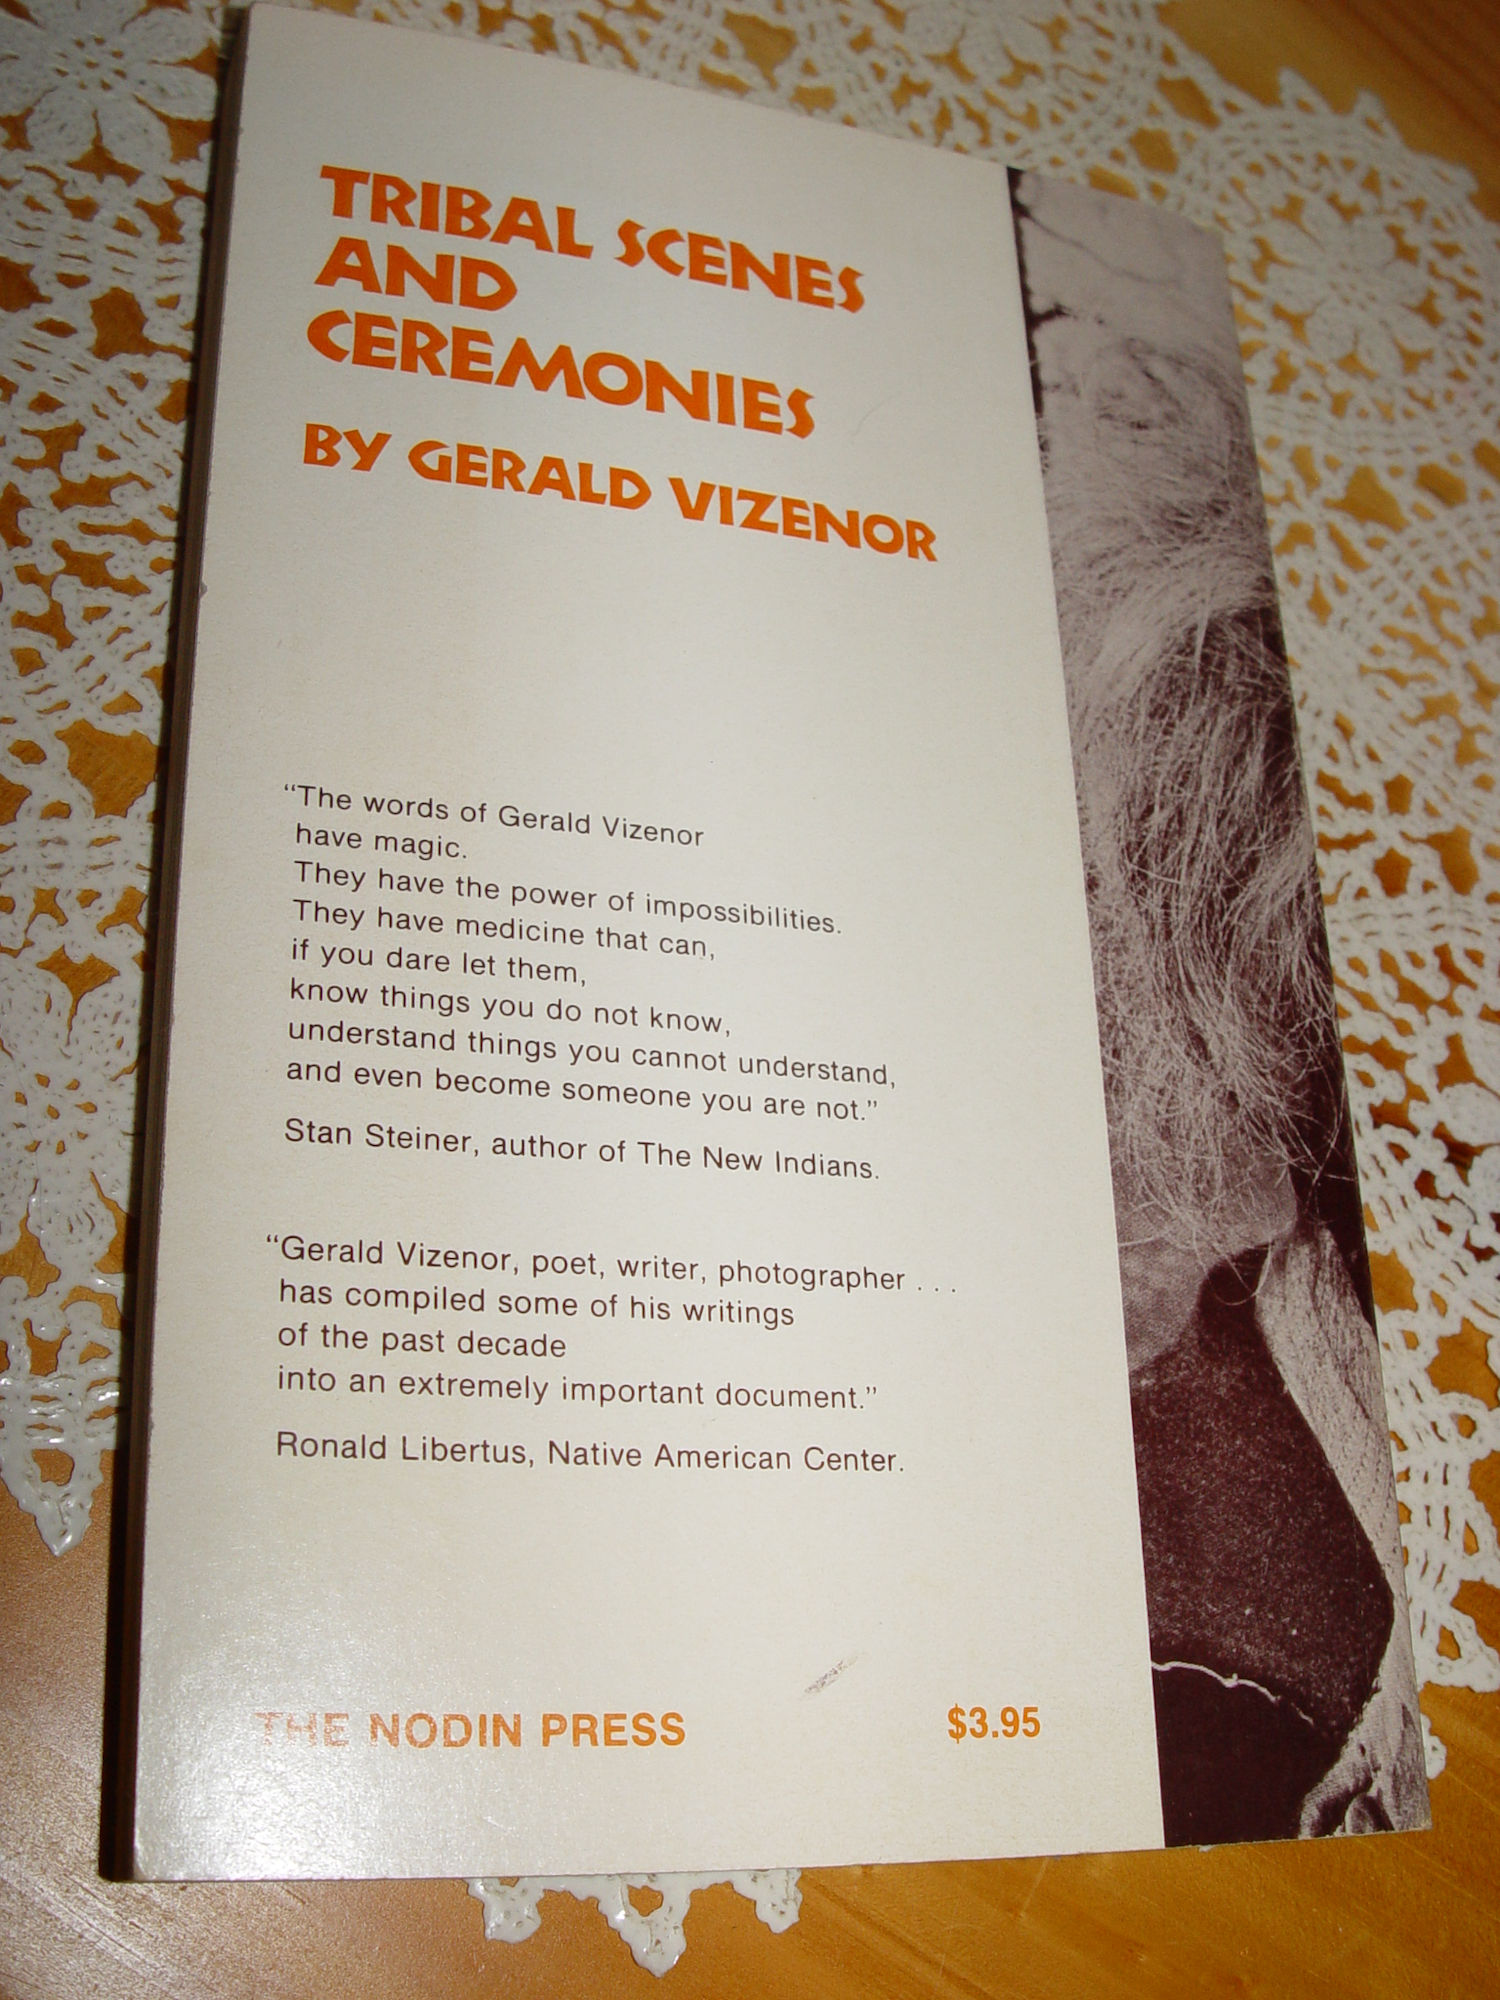 TRIBAL SCENES
AND
CEREMONIES
BY GERALD VIZENOR
“The words of Gerald Vizenor
have magic.
They have the power of impossibilities.
They have medicine that can,
if you dare let them,
know things you do not know,
understand things you cannot understand,
and even become someone you are not.”
Stan Steiner, author of The New Indians.
“Gerald Vizenor, poet, writer, photographer . . .
has compiled some of his writings
of the past decade
into an extremely important document.”
Ronald Libertus, Native American Center.
THE NODIN PRESS
$3.95